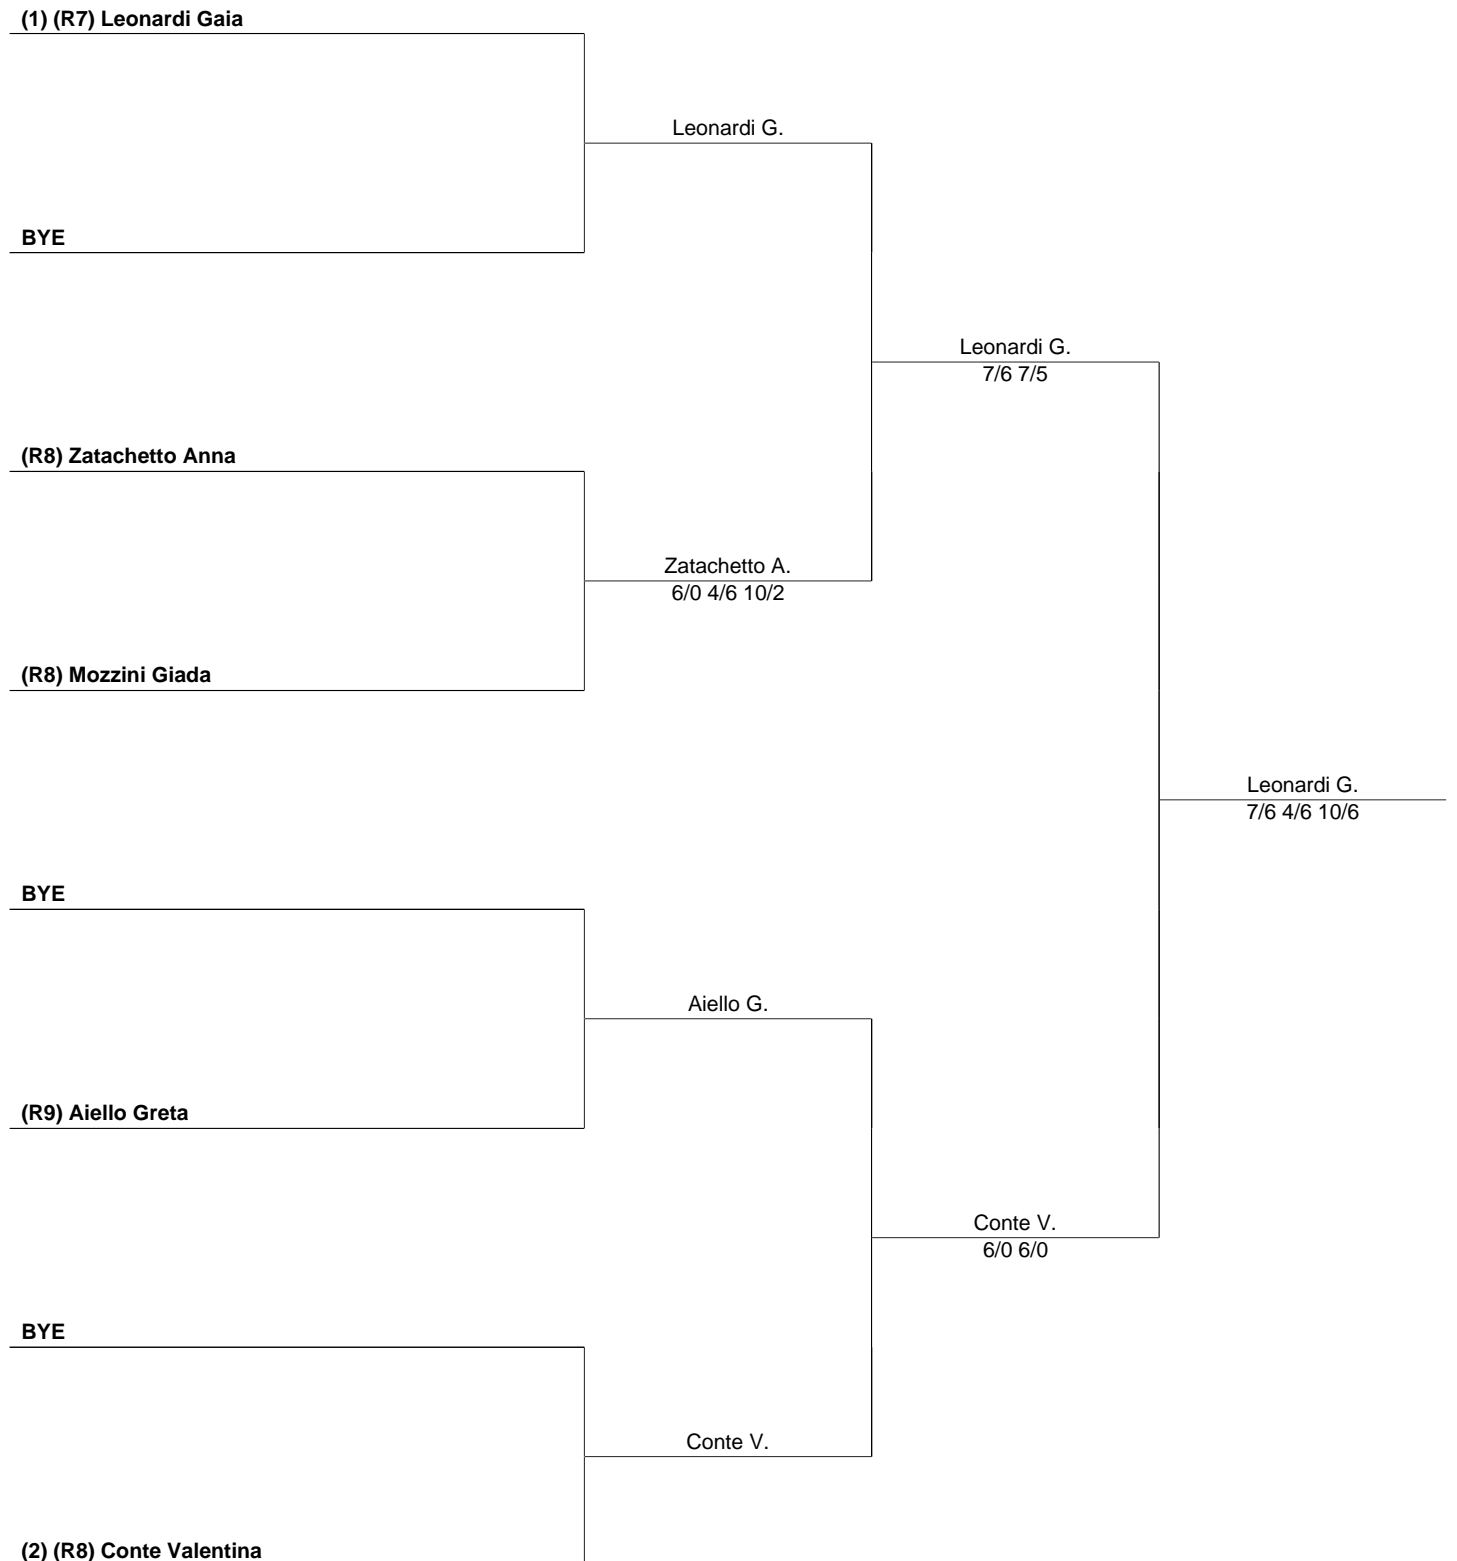 (1) (R7) Leonardi Gaia
Leonardi G.
BYE
Leonardi G.
7/6 7/5
(R8) Zatachetto Anna
Zatachetto A.
6/0 4/6 10/2
(R8) Mozzini Giada
Leonardi G.
7/6 4/6 10/6
BYE
Aiello G.
(R9) Aiello Greta
Conte V.
6/0 6/0
BYE
Conte V.
(2) (R8) Conte Valentina